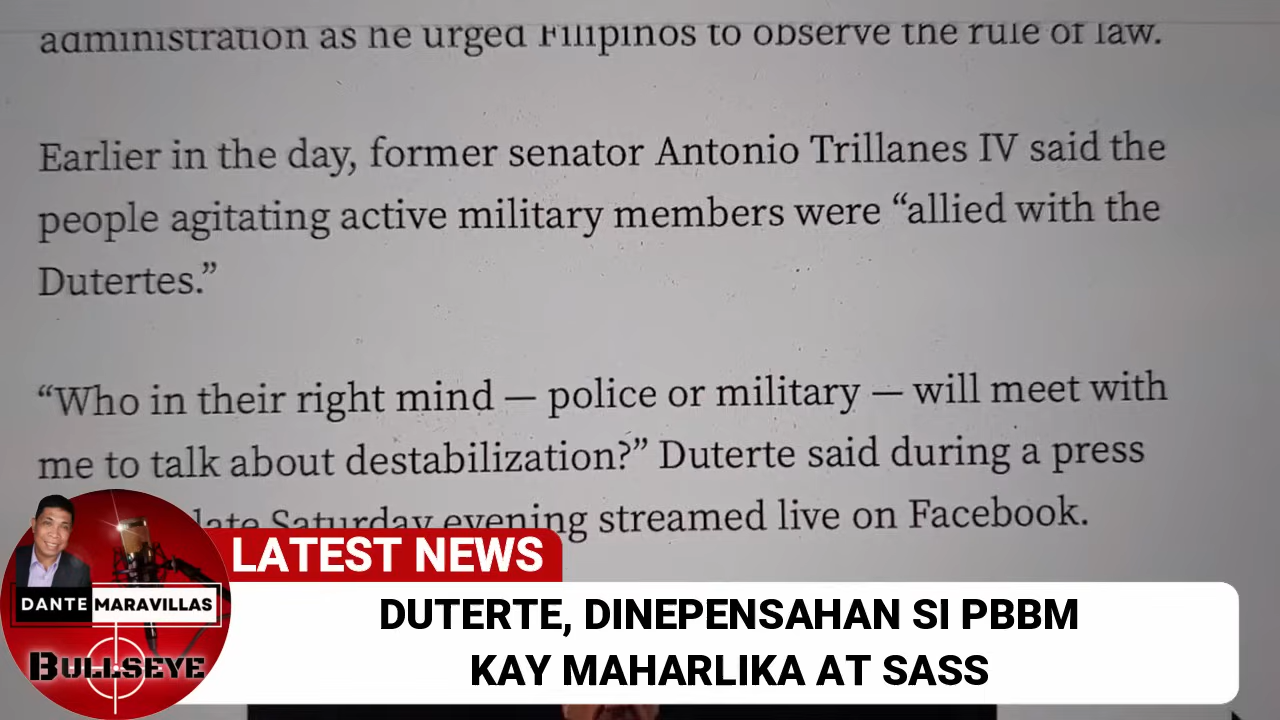 administration as he urged Filipinos to observe the rule of law.
Earlier in the day, former senator Antonio Trillanes IV said the
people agitating active military members were “allied with the
Dutertes.”
“Who in their right mind — police or military — will meet with
me to talk about destabilization?” Duterte said during a press
late Saturday evening streamed live on Facebook.
LATEST NEWS
DANTE MARAVILLAS
BULLSEYE
DUTERTE, DINEPENSAHAN SI PBBM
KAY MAHARLIKA AT SASS